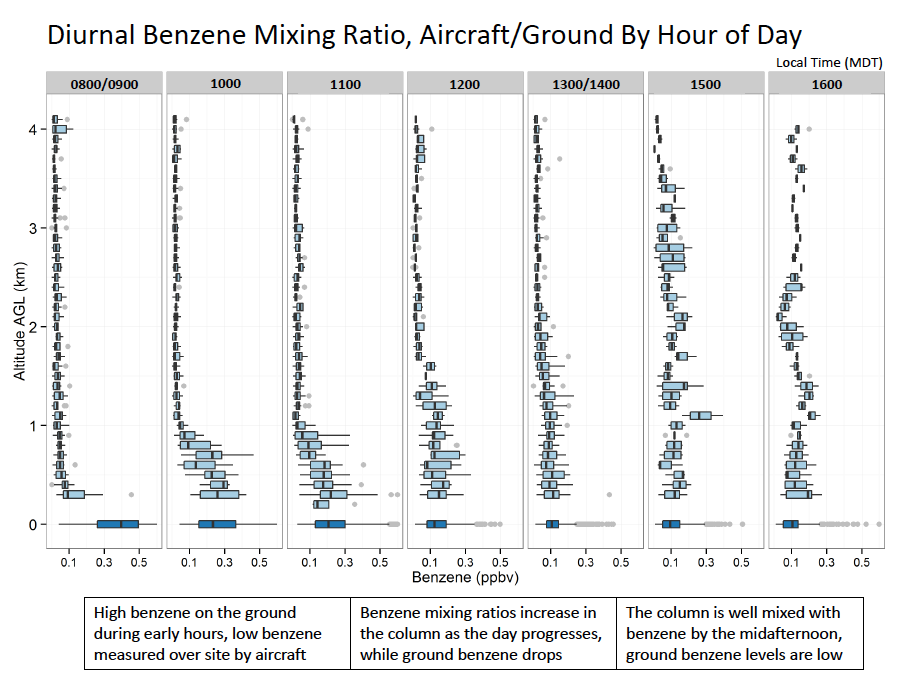 Diurnal Benzene Mixing Ratio, Aircraft/Ground By Hour of Day
Local Time (MDT)
0800/0900 1000 1100 1200 1300/1400 1500 1600
Altitude AGL (km)
4
3
2
1
0
0.1 0.3 0.5 0.1 0.3 0.5 0.1 0.3 0.5 0.1 0.3 0.5 0.1 0.3 0.5 0.1 0.3 0.5 0.1 0.3 0.5
Benzene (ppbv)
High benzene on the ground
during early hours, low benzene
measured over site by aircraft
Benzene mixing ratios increase in
the column as the day progresses,
while ground benzene drops
The column is well mixed with
benzene by the midafternoon,
ground benzene levels are low